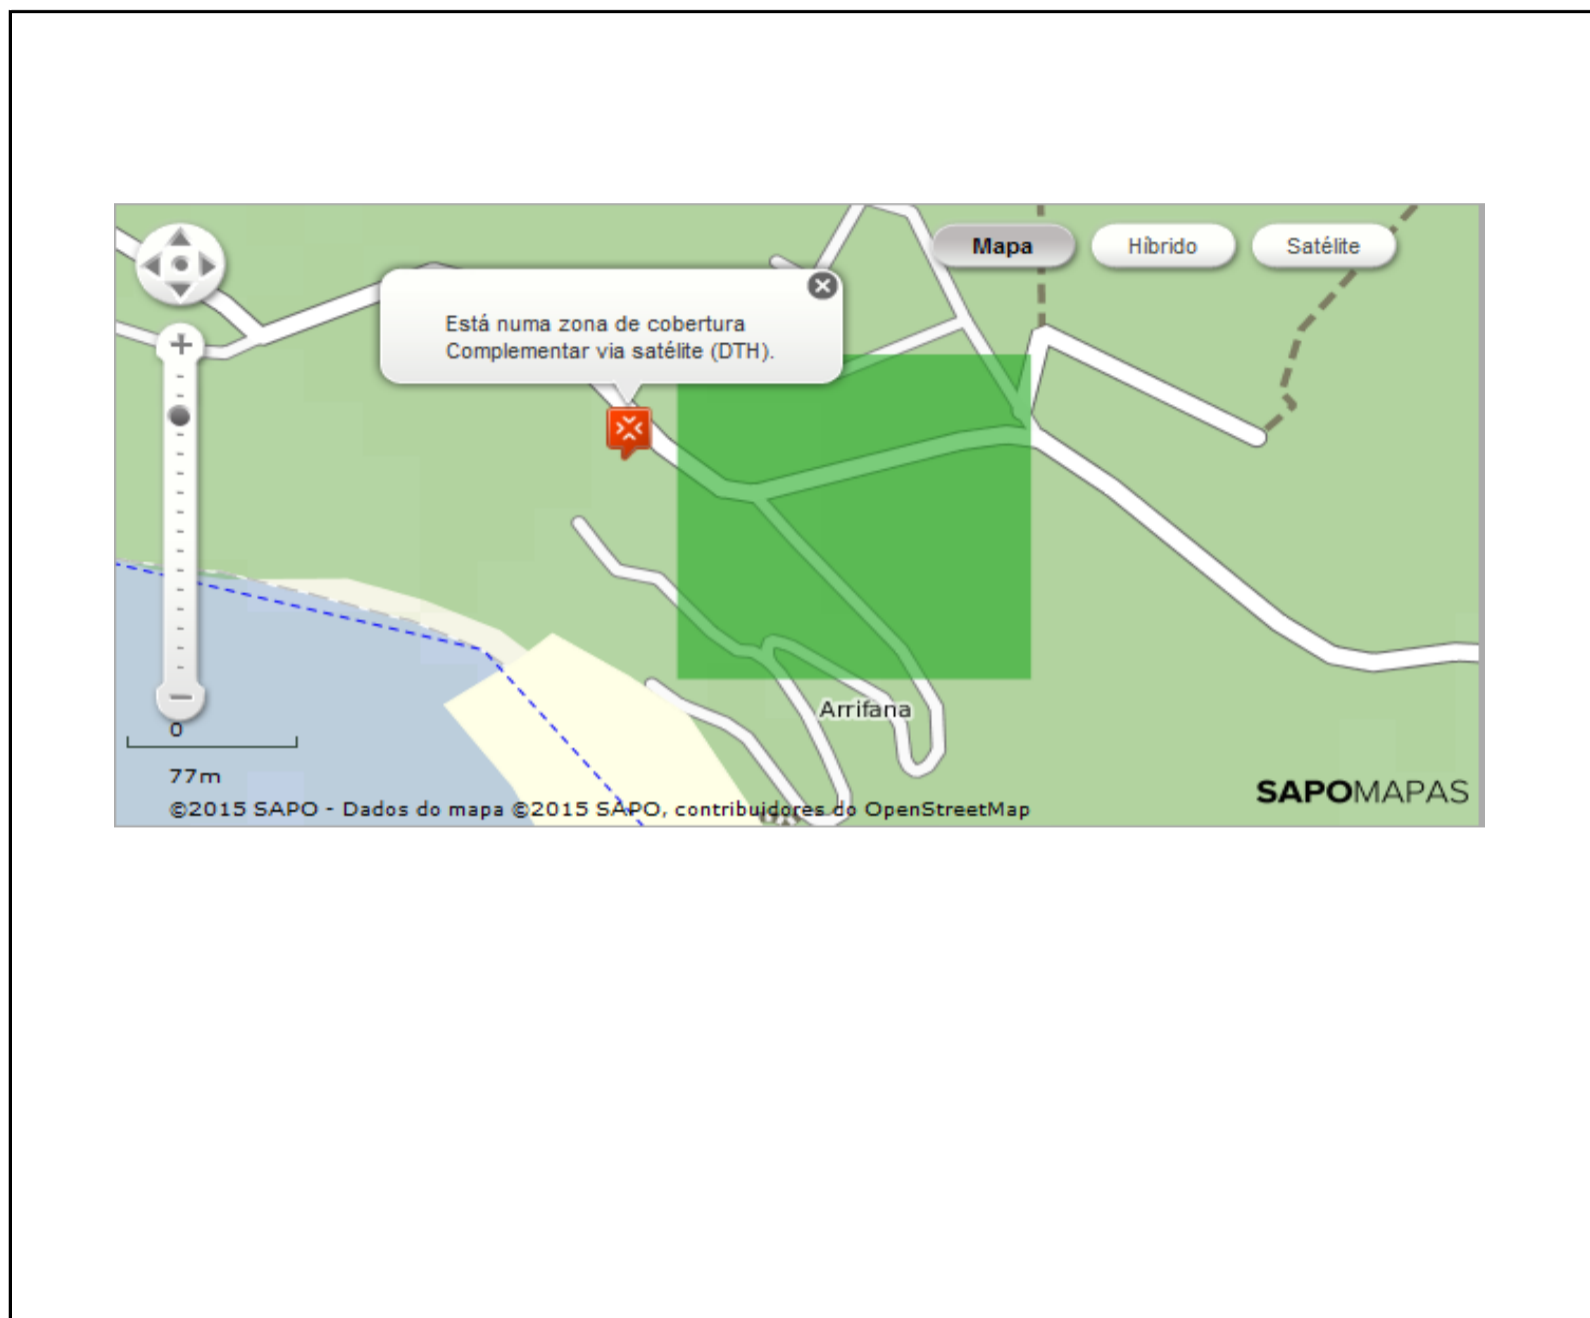 Mapa
Híbrido
Satélite
Está numa zona de cobertura
Complementar via satélite (DTH).
Arrifana
0
77m
SAPOMAPAS
©2015 SAPO - Dados do mapa ©2015 SAPO, contribuidores do OpenStreetMap